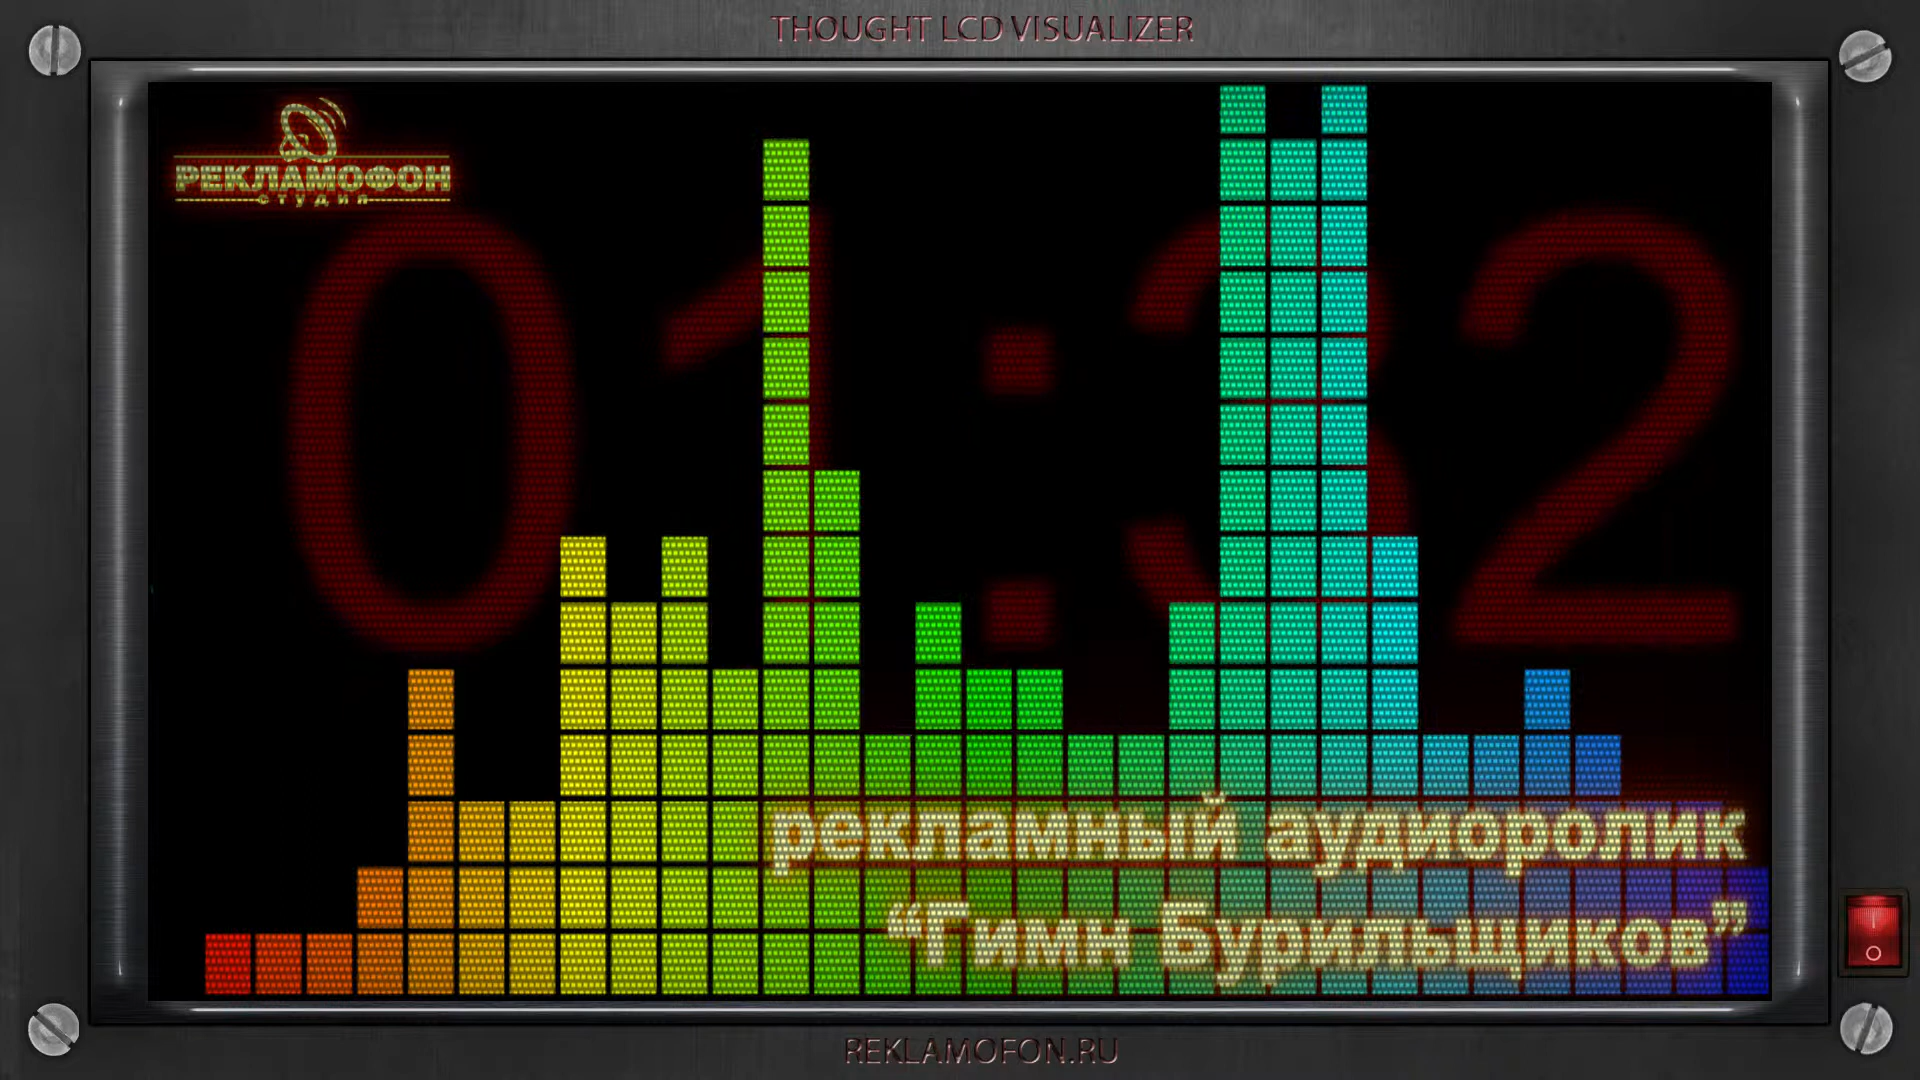 THOUGHT LCD VISUALIZER
РЕКЛАМОФОН
студия
01:32
рекламный аудиоролик
“Гимн Бурильщиков”
REKLAMOFON.RU